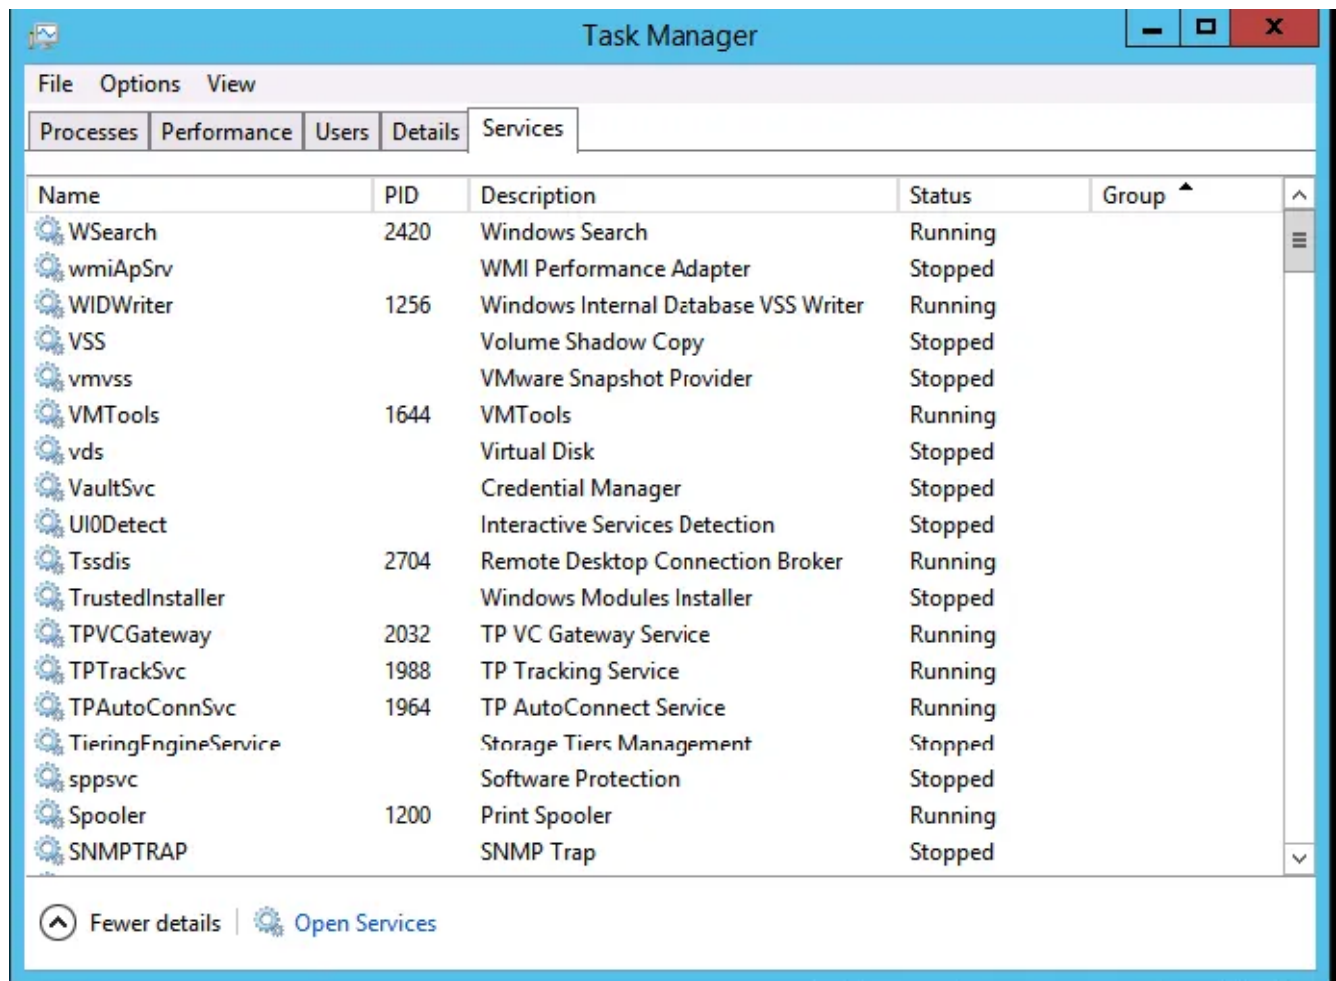 Task Manager
File Options View
Processes Performance Users Details Services
Name PID Description Status Group
WSearch 2420 Windows Search Running
wmiApSrv WMI Performance Adapter Stopped
WIDWriter 1256 Windows Internal Database VSS Writer Running
VSS Volume Shadow Copy Stopped
vmvss VMware Snapshot Provider Stopped
VMTools 1644 VMTools Running
vds Virtual Disk Stopped
VaultSvc Credential Manager Stopped
UI0Detect Interactive Services Detection Stopped
Tssdis 2704 Remote Desktop Connection Broker Running
TrustedInstaller Windows Modules Installer Stopped
TPVCGateway 2032 TP VC Gateway Service Running
TPTrackSvc 1988 TP Tracking Service Running
TPAutoConnSvc 1964 TP AutoConnect Service Running
TieringEngineService Storage Tiers Management Stopped
sppsvc Software Protection Stopped
Spooler 1200 Print Spooler Running
SNMPTRAP SNMP Trap Stopped
Fewer details Open Services